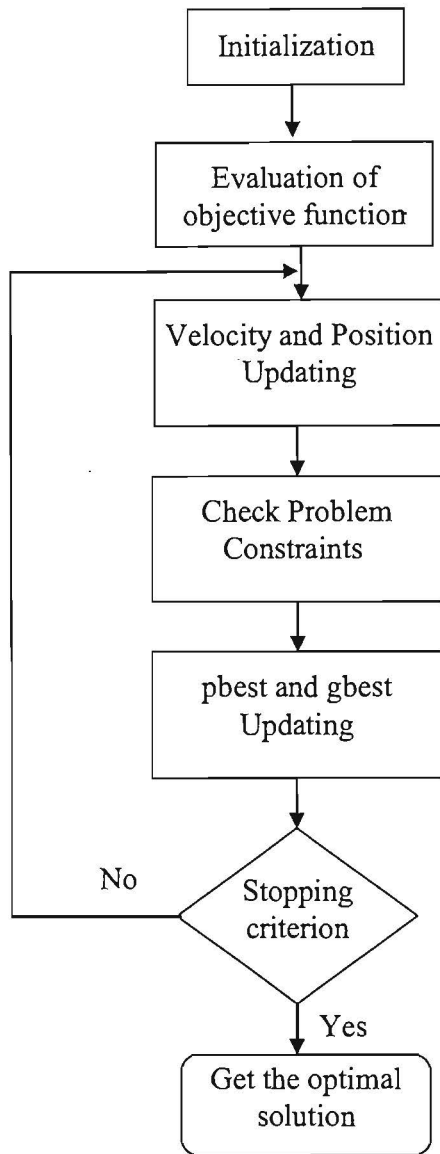 Initialization
Evaluation of
objective function
Velocity and Position
Updating
Check Problem
Constraints
pbest and gbest
Updating
No
Stopping
criterion
Yes
Get the optimal
solution